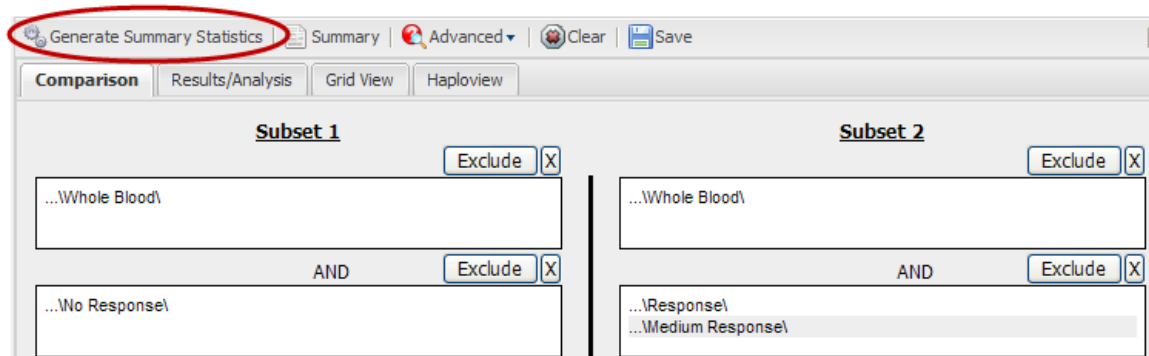 Generate Summary Statistics Summary Advanced Clear Save
Comparison Results/Analysis Grid View Haploview
Subset 1 Subset 2
Exclude X Exclude X
...\Whole Blood\ ...\Whole Blood\
AND Exclude X AND Exclude X
...\No Response\ ...\Response\
...\Medium Response\